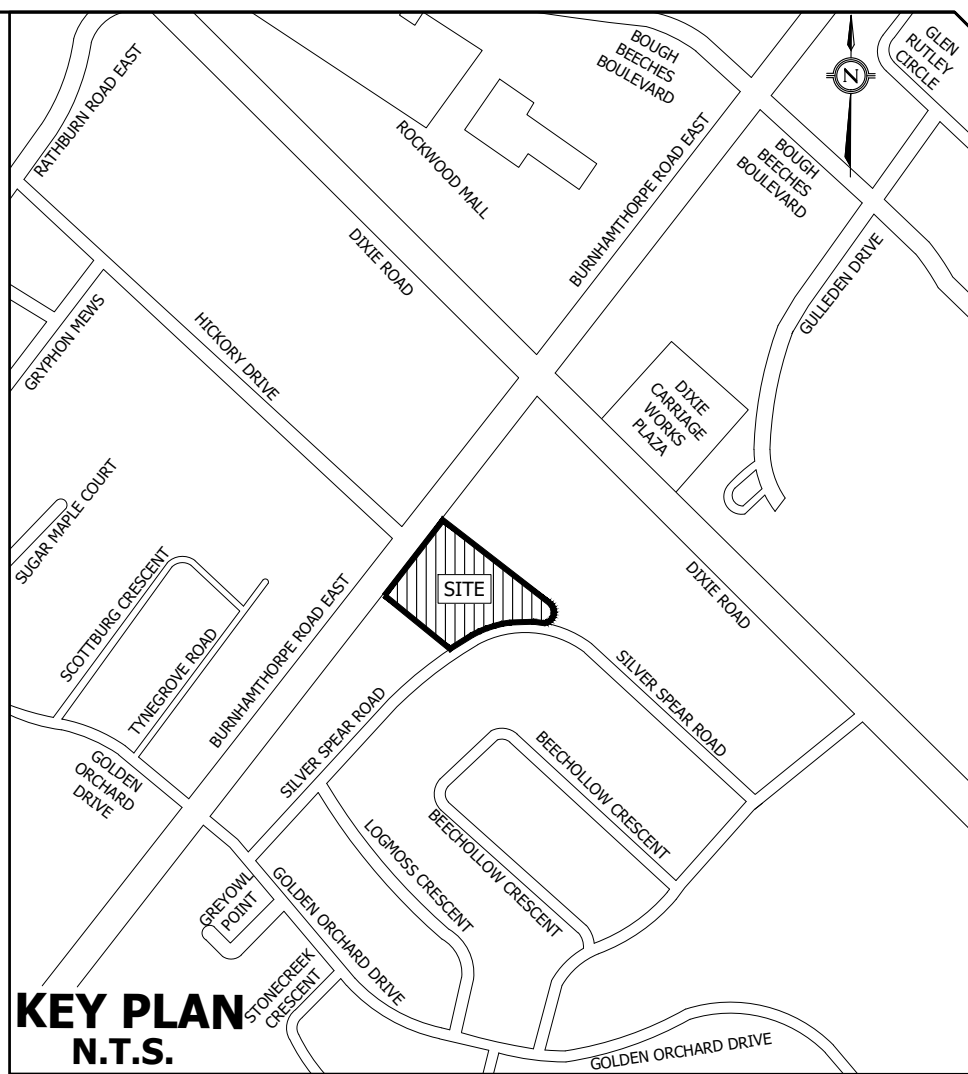 BOUGH
BEECHES
BOULEVARD
GLEN
RUTLEY
CIRCLE
N
RATHBURN ROAD EAST
ROCKWOOD MALL
BURNHAMTHORPE ROAD EAST
BOUGH
BEECHES
BOULEVARD
DIXIE ROAD
GULLEDEN DRIVE
GRYPHON MEWS
HICKORY DRIVE
DIXIE
CARRIAGE
WORKS
PLAZA
SUGAR MAPLE COURT
SCOTTBURG CRESCENT
TYNEGROVE ROAD
BURNHAMTHORPE ROAD EAST
SITE
DIXIE ROAD
SILVER SPEAR ROAD
SILVER SPEAR ROAD
GOLDEN
ORCHARD
DRIVE
BEECHOLLOW CRESCENT
BEECHOLLOW CRESCENT
LOGMOSS CRESCENT
GREYOWL
POINT
GOLDEN ORCHARD DRIVE
STONECREEK
CRESCENT
KEY PLAN
N.T.S.
GOLDEN ORCHARD DRIVE